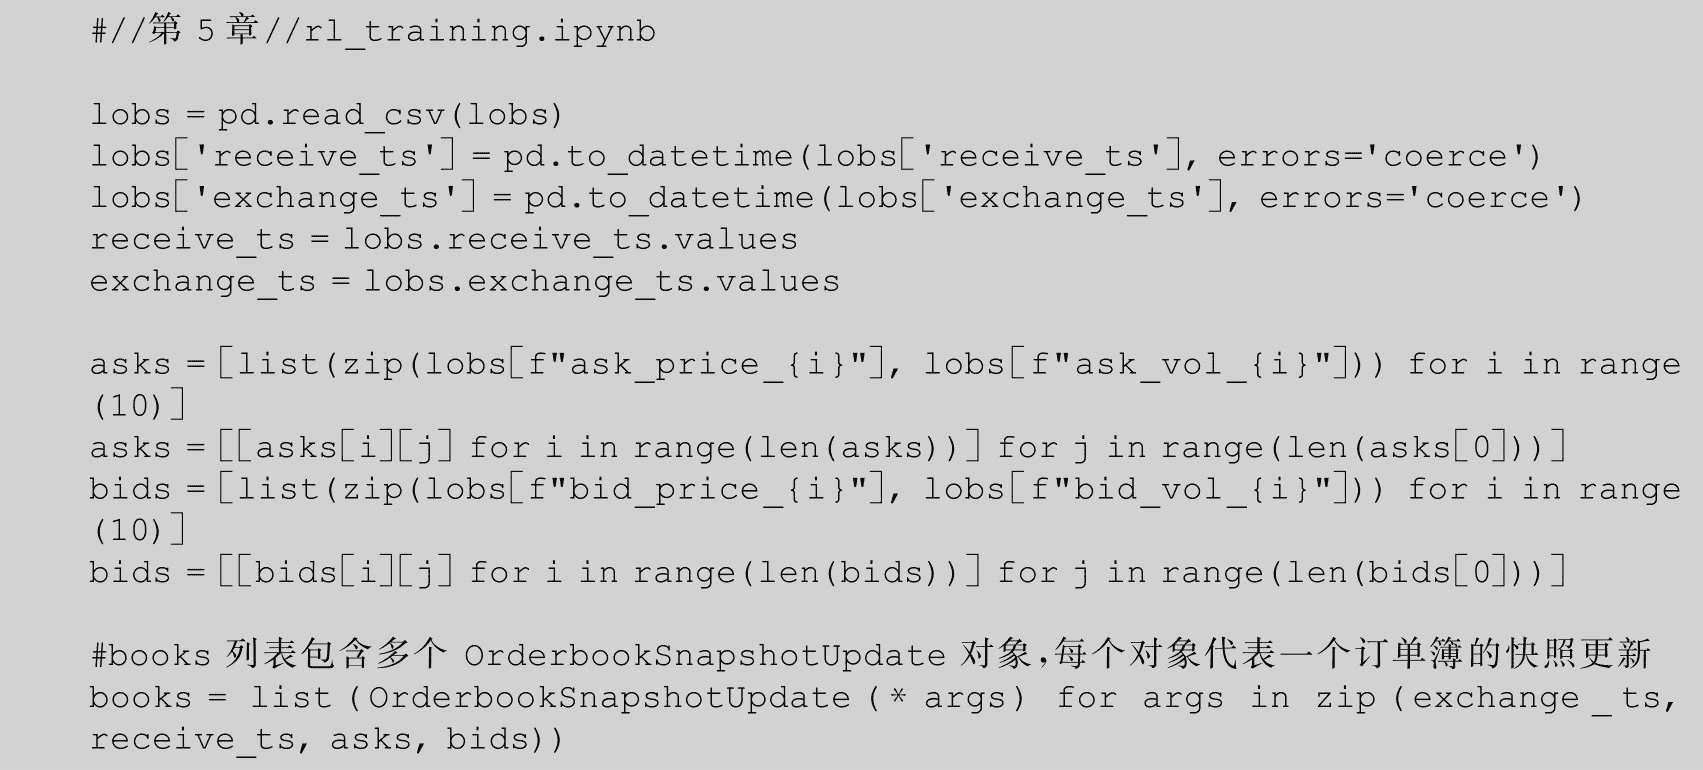 #//第 5 章//rl_training.ipynb
lobs = pd.read_csv(lobs)
lobs['receive_ts'] = pd.to_datetime(lobs['receive_ts'], errors='coerce')
lobs['exchange_ts'] = pd.to_datetime(lobs['exchange_ts'], errors='coerce')
receive_ts = lobs.receive_ts.values
exchange_ts = lobs.exchange_ts.values
asks = [list(zip(lobs[f"ask_price_{i}"], lobs[f"ask_vol_{i}"])) for i in range
(10)]
asks = [[asks[i][j] for i in range(len(asks))] for j in range(len(asks[0]))]
bids = [list(zip(lobs[f"bid_price_{i}"], lobs[f"bid_vol_{i}"])) for i in range
(10)]
bids = [[bids[i][j] for i in range(len(bids))] for j in range(len(bids[0]))]
#books 列表包含多个 OrderbookSnapshotUpdate 对象,每个对象代表一个订单簿的快照更新
books = list (OrderbookSnapshotUpdate (* args) for args in zip (exchange _ ts,
receive_ts, asks, bids))